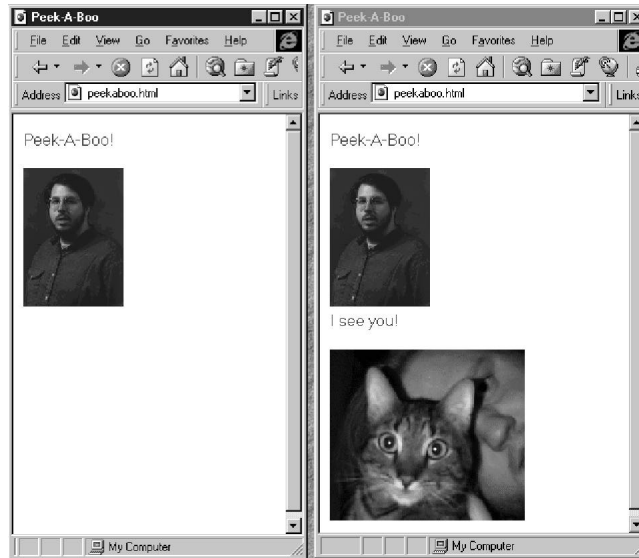 Peek-A-Boo
File Edit View Go Favorites Help
Address peekaboo.html Links
Peek-A-Boo!
My Computer
Peek-A-Boo
File Edit View Go Favorites Help
Address peekaboo.html Links
Peek-A-Boo!
I see you!
My Computer